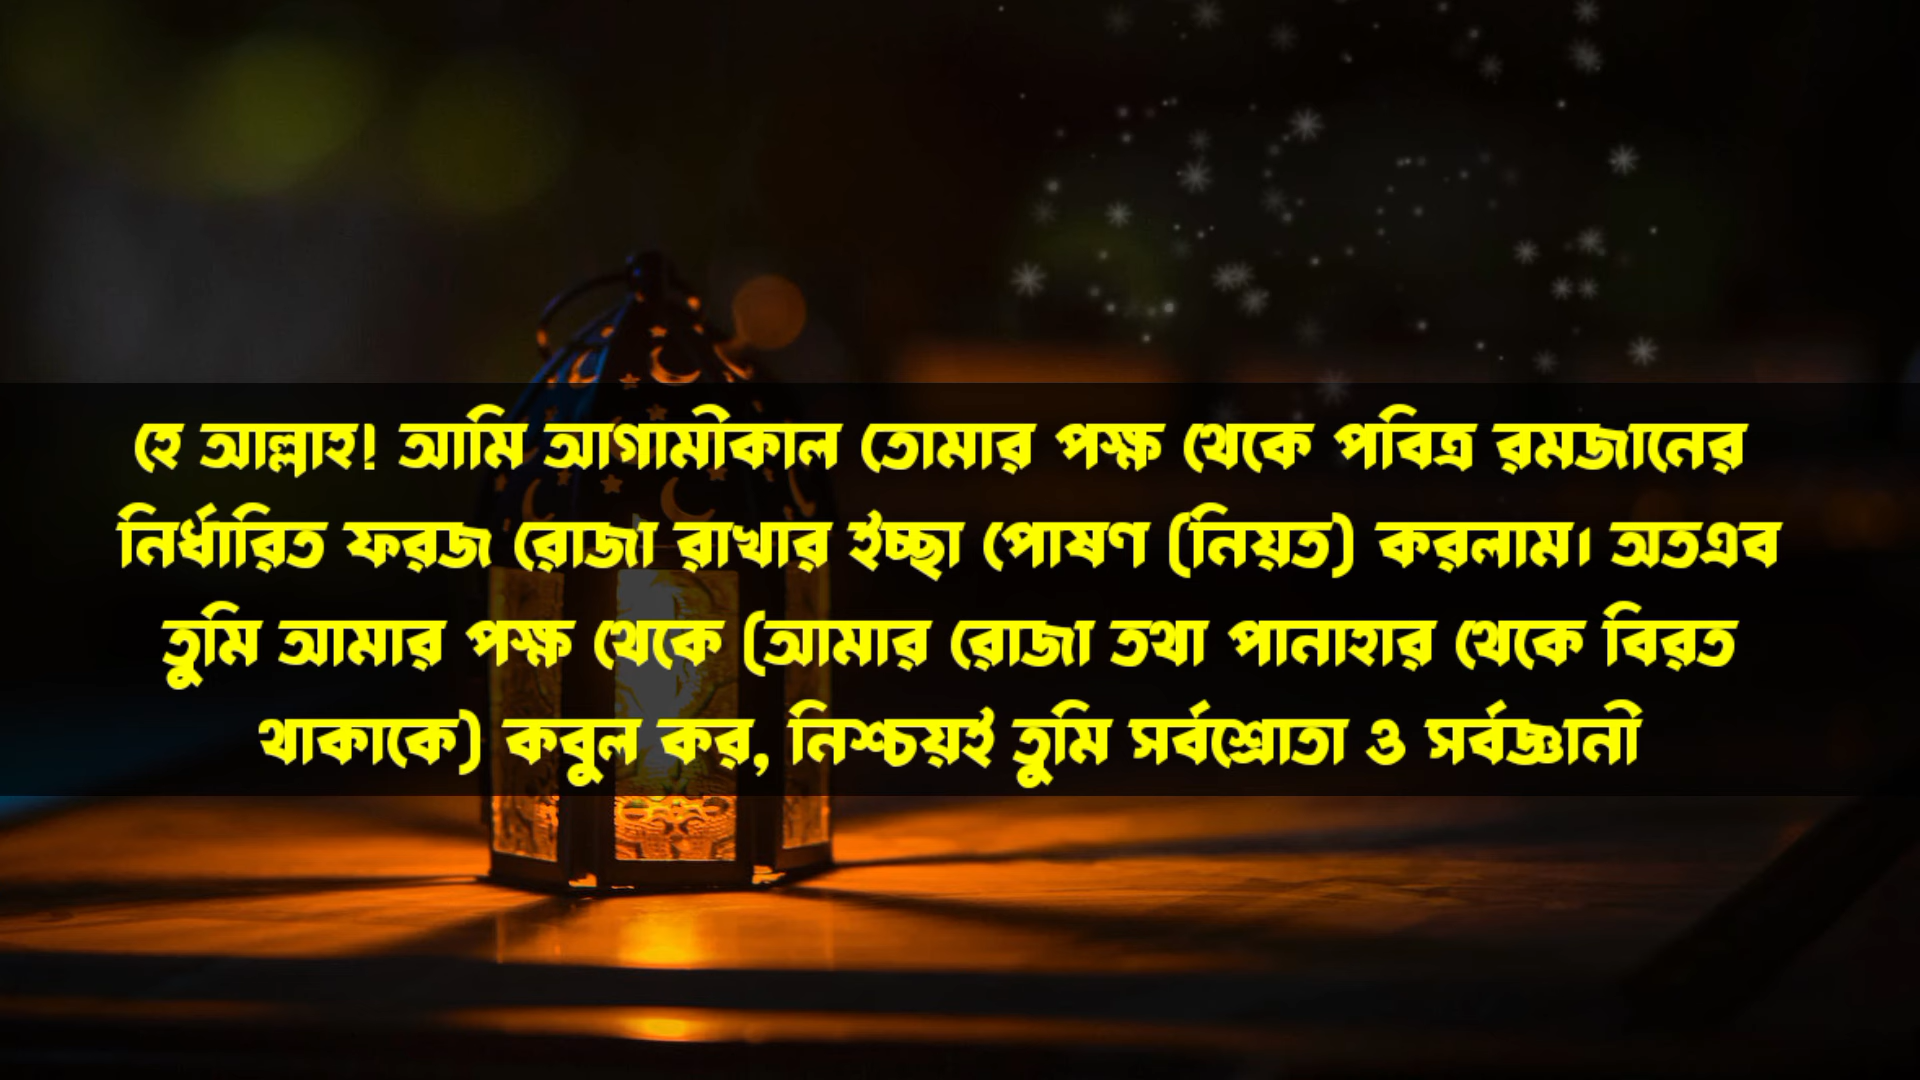 হে আল্লাহ! আমি আগামীকাল তোমার পক্ষ থেকে পবিত্র রমজানের
নির্ধারিত ফরজ রোজা রাখার ইচ্ছা পোষণ (নিয়ত) করলাম। অতএব
তুমি আমার পক্ষ থেকে (আমার রোজা তথা পানাহার থেকে বিরত
থাকাকে) কবুল কর, নিশ্চয়ই তুমি সর্বশ্রোতা ও সর্বজ্ঞানী